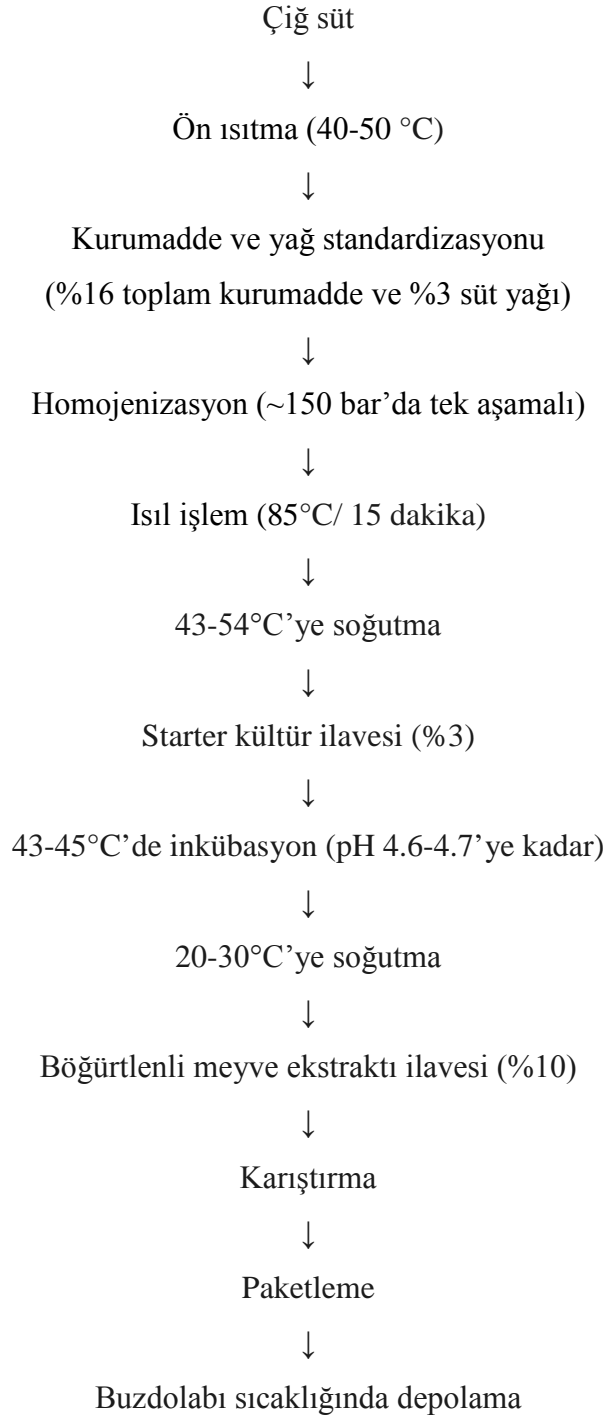 Çiğ süt
↓
Ön ısıtma (40-50 °C)
↓
Kurumadde ve yağ standardizasyonu
(%16 toplam kurumadde ve %3 süt yağı)
↓
Homojenizasyon (~150 bar’da tek aşamalı)
↓
Isıl işlem (85°C/ 15 dakika)
↓
43-54°C’ye soğutma
↓
Starter kültür ilavesi (%3)
↓
43-45°C’de inkübasyon (pH 4.6-4.7’ye kadar)
↓
20-30°C’ye soğutma
↓
Böğürtlenli meyve ekstraktı ilavesi (%10)
↓
Karıştırma
↓
Paketleme
↓
Buzdolabı sıcaklığında depolama